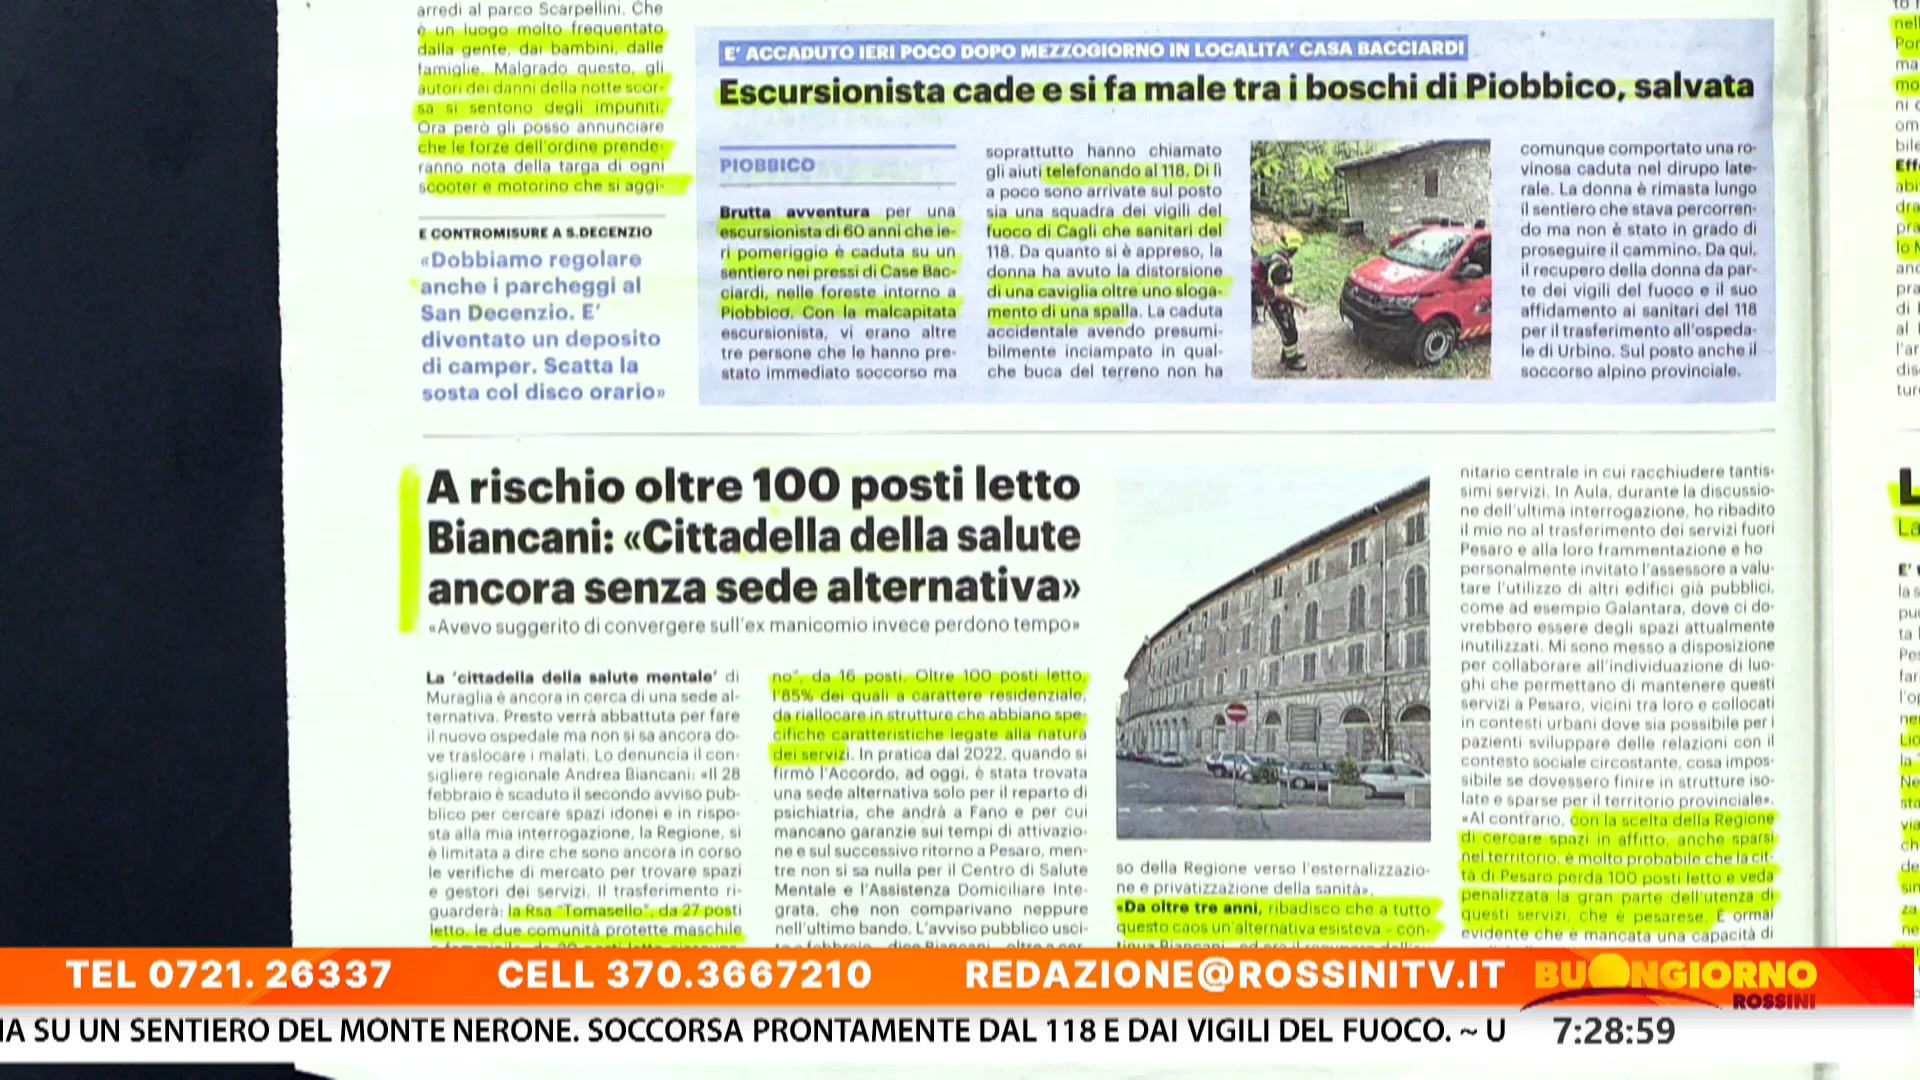 arredi al parco Scarpellini. Che
è un luogo molto frequentato
dalla gente, dai bambini, dalle
famiglie. Malgrado questo, gli
autori dei danni della notte scor-
sa si sentono degli impuniti.
Ora però gli posso annunciare
che le forze dell'ordine prende-
ranno nota della targa di ogni
scooter e motorino che si aggi-
E CONTROMISURE A S.DECENZIO
«Dobbiamo regolare
anche i parcheggi al
San Decenzio. E'
diventato un deposito
di camper. Scatta la
sosta col disco orario»
E' ACCADUTO IERI POCO DOPO MEZZOGIORNO IN LOCALITA' CASA BACCIARDI
Escursionista cade e si fa male tra i boschi di Piobbico, salvata
PIOBBICO
Brutta avventura per una
escursionista di 60 anni che ie-
ri pomeriggio è caduta su un
sentiero nei pressi di Case Bac-
ciardi, nelle foreste intorno a
Piobbico. Con la malcapitata
escursionista, vi erano altre
tre persone che le hanno pre-
stato immediato soccorso ma
soprattutto hanno chiamato
gli aiuti telefonando al 118. Di lì
a poco sono arrivate sul posto
sia una squadra dei vigili del
fuoco di Cagli che sanitari del
118. Da quanto si è appreso, la
donna ha avuto la distorsione
di una caviglia oltre uno sloga-
mento di una spalla. La caduta
accidentale avendo presumi-
bilmente inciampato in qual-
che buca del terreno non ha
comunque comportato una ro-
vinosa caduta nel dirupo late-
rale. La donna è rimasta lungo
il sentiero che stava percorren-
do ma non è stato in grado di
proseguire il cammino. Da qui,
il recupero della donna da par-
te dei vigili del fuoco e il suo
affidamento ai sanitari del 118
per il trasferimento all'ospeda-
le di Urbino. Sul posto anche il
soccorso alpino provinciale.
A rischio oltre 100 posti letto
Biancani: «Cittadella della salute
ancora senza sede alternativa»
«Avevo suggerito di convergere sull'ex manicomio invece perdono tempo»
La 'cittadella della salute mentale' di
Muraglia è ancora in cerca di una sede al-
ternativa. Presto verrà abbattuta per fare
il nuovo ospedale ma non si sa ancora do-
ve traslocare i malati. Lo denuncia il con-
sigliere regionale Andrea Biancani: «Il 28
febbraio è scaduto il secondo avviso pub-
blico per cercare spazi idonei e in rispo-
sta alla mia interrogazione, la Regione, si
è limitata a dire che sono ancora in corso
le verifiche di mercato per trovare spazi
e gestori dei servizi. Il trasferimento ri-
guarderà: la Rsa "Tomasello", da 27 posti
letto, le due comunità protette maschile
no", da 16 posti. Oltre 100 posti letto,
l'85% dei quali a carattere residenziale,
da riallocare in strutture che abbiano spe-
cifiche caratteristiche legate alla natura
dei servizi. In pratica dal 2022, quando si
firmò l'Accordo, ad oggi, è stata trovata
una sede alternativa solo per il reparto di
psichiatria, che andrà a Fano e per cui
mancano garanzie sui tempi di attivazio-
ne e sul successivo ritorno a Pesaro, men-
tre non si sa nulla per il Centro di Salute
Mentale e l'Assistenza Domiciliare Inte-
grata, che non comparivano neppure
nell'ultimo bando. L'avviso pubblico usci-
so della Regione verso l'esternalizzazio-
ne e privatizzazione della sanità».
«Da oltre tre anni, ribadisco che a tutto
questo caos un'alternativa esisteva - con-
nitario centrale in cui racchiudere tantis-
simi servizi. In Aula, durante la discussio-
ne dell'ultima interrogazione, ho ribadito
il mio no al trasferimento dei servizi fuori
Pesaro e alla loro frammentazione e ho
personalmente invitato l'assessore a valu-
tare l'utilizzo di altri edifici già pubblici,
come ad esempio Galantara, dove ci do-
vrebbero essere degli spazi attualmente
inutilizzati. Mi sono messo a disposizione
per collaborare all'individuazione di luo-
ghi che permettano di mantenere questi
servizi a Pesaro, vicini tra loro e collocati
in contesti urbani dove sia possibile per i
pazienti sviluppare delle relazioni con il
contesto sociale circostante, cosa impos-
sibile se dovessero finire in strutture iso-
late e sparse per il territorio provinciale».
«Al contrario, con la scelta della Regione
di cercare spazi in affitto, anche sparsi
nel territorio, è molto probabile che la cit-
tà di Pesaro perda 100 posti letto e veda
penalizzata la gran parte dell'utenza di
questi servizi, che è pesarese. È ormai
evidente che è mancata una capacità di
TEL 0721. 26337 CELL 370.3667210 REDAZIONE@ROSSINITV.IT BUONGIORNO
ROSSINI
IA SU UN SENTIERO DEL MONTE NERONE. SOCCORSA PRONTAMENTE DAL 118 E DAI VIGILI DEL FUOCO. ~ U 7:28:59